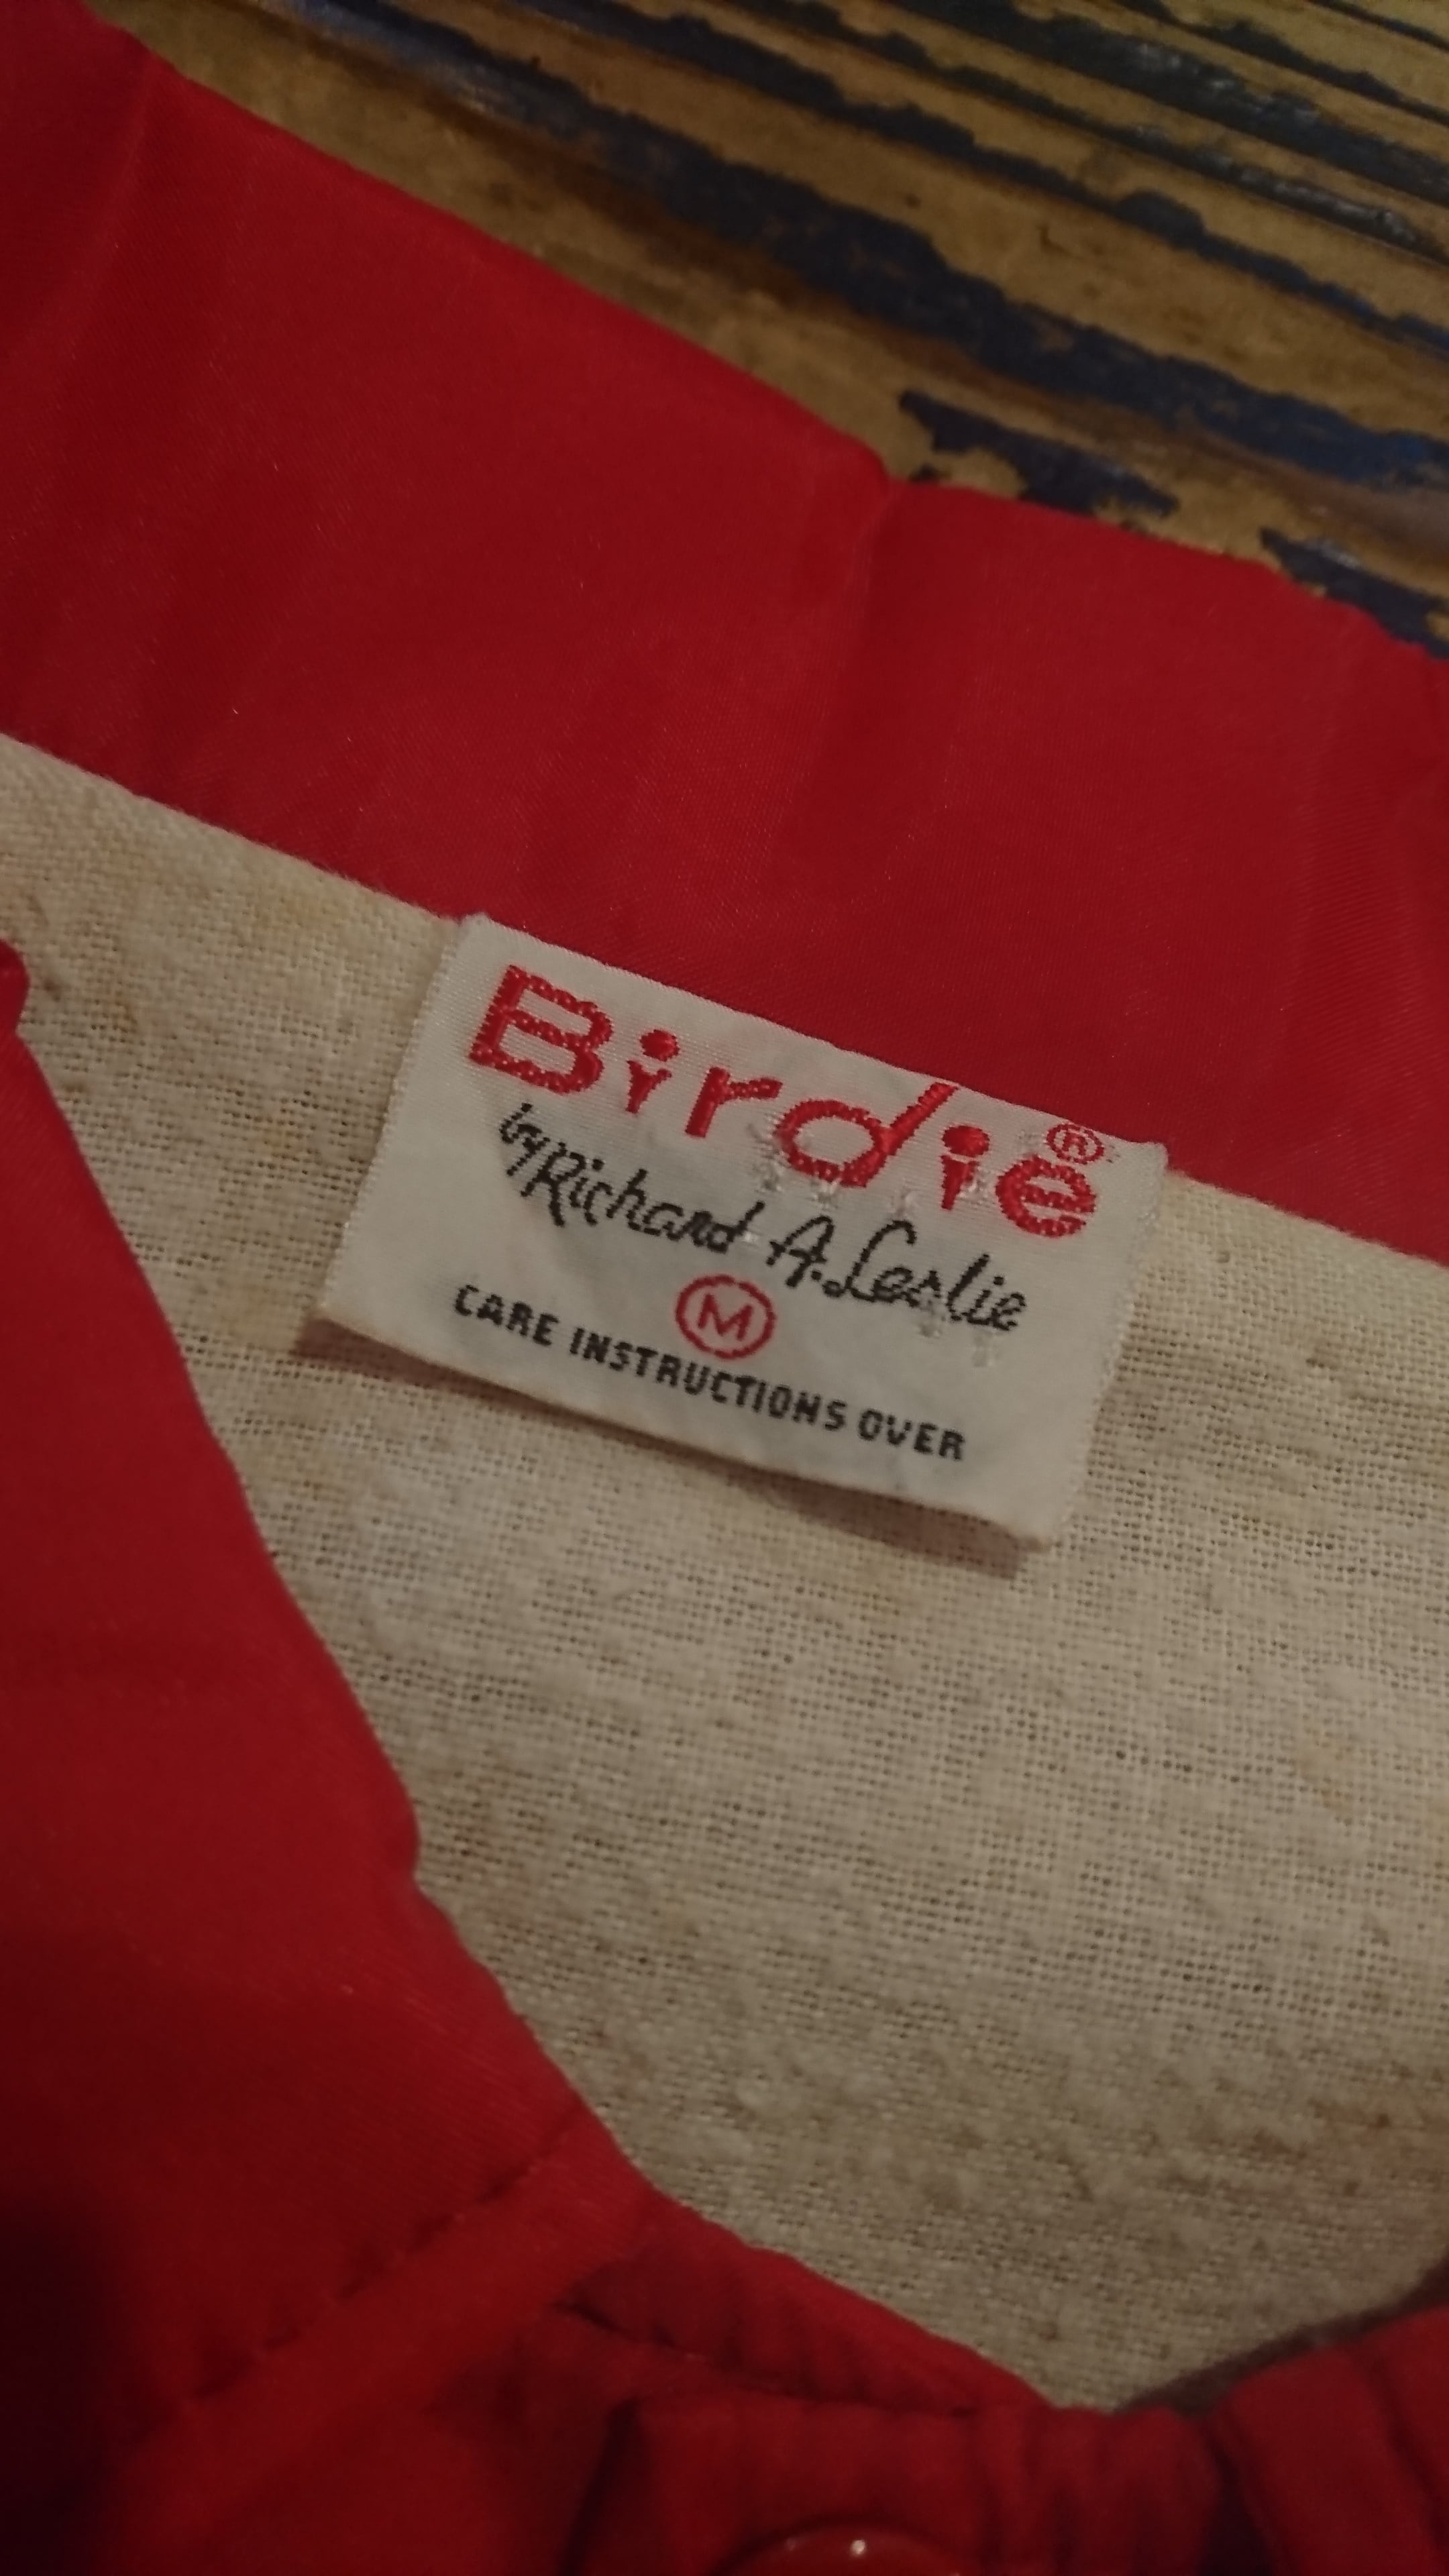 Birdie®
by Richard A. Leslie
M
CARE INSTRUCTIONS OVER